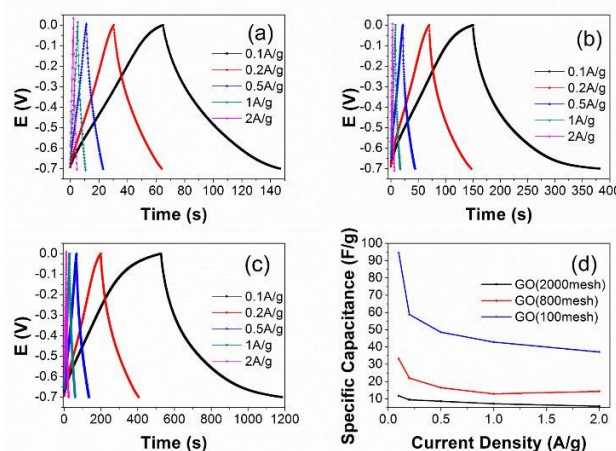 (a)
E (V)
0.0
-0.1
-0.2
-0.3
-0.4
-0.5
-0.6
-0.7
0.1A/g
0.2A/g
0.5A/g
1A/g
2A/g
0 20 40 60 80 100 120 140
Time (s)
(b)
E (V)
0.0
-0.1
-0.2
-0.3
-0.4
-0.5
-0.6
-0.7
0.1A/g
0.2A/g
0.5A/g
1A/g
2A/g
0 50 100 150 200 250 300 350 400
Time (s)
(c)
E (V)
0.0
-0.1
-0.2
-0.3
-0.4
-0.5
-0.6
-0.7
0.1A/g
0.2A/g
0.5A/g
1A/g
2A/g
0 200 400 600 800 1000 1200
Time (s)
(d)
Specific Capacitance (F/g)
100
90
80
70
60
50
40
30
20
10
GO(2000mesh)
GO(800mesh)
GO(100mesh)
0.0 0.5 1.0 1.5 2.0
Current Density (A/g)